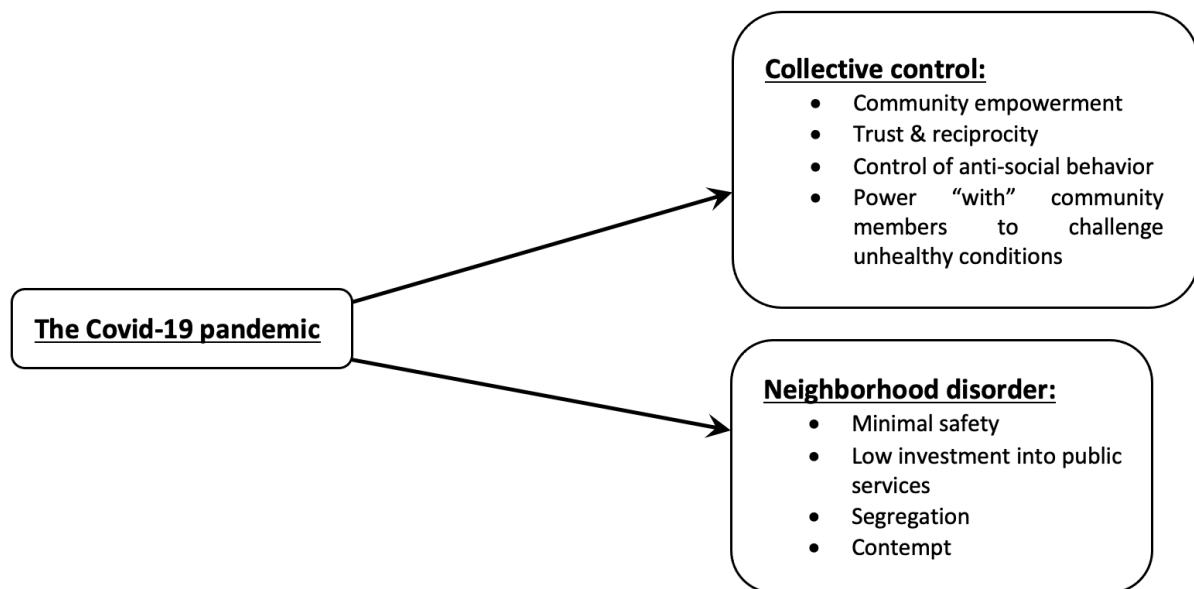 The Covid-19 pandemic
Collective control:
• Community empowerment
• Trust & reciprocity
• Control of anti-social behavior
• Power “with” community
members to challenge
unhealthy conditions
Neighborhood disorder:
• Minimal safety
• Low investment into public
services
• Segregation
• Contempt